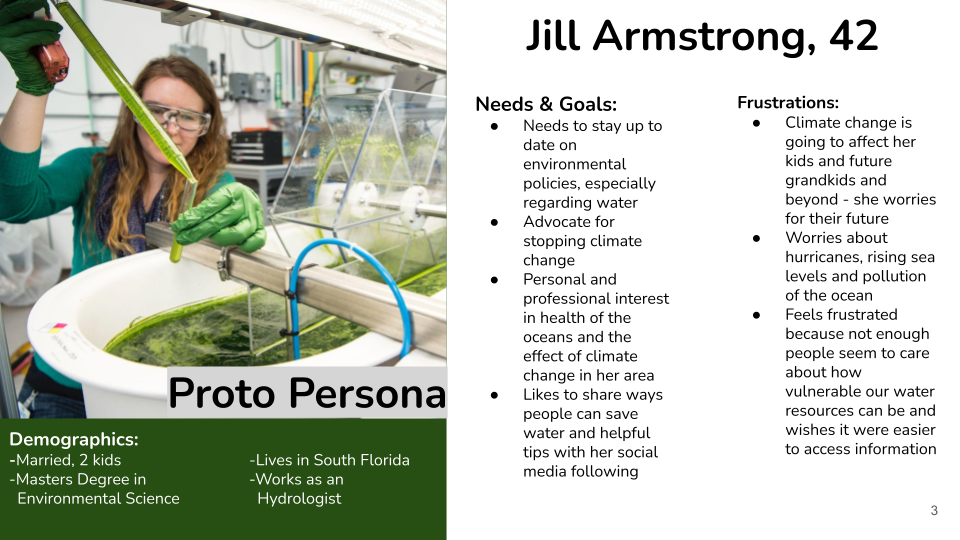 Jill Armstrong, 42
Proto Persona
Demographics:
-Married, 2 kids
-Masters Degree in
Environmental Science
-Lives in South Florida
-Works as an
Hydrologist
Needs & Goals:
● Needs to stay up to
date on
environmental
policies, especially
regarding water
● Advocate for
stopping climate
change
● Personal and
professional interest
in health of the
oceans and the
effect of climate
change in her area
● Likes to share ways
people can save
water and helpful
tips with her social
media following
Frustrations:
● Climate change is
going to affect her
kids and future
grandkids and
beyond - she worries
for their future
● Worries about
hurricanes, rising sea
levels and pollution
of the ocean
● Feels frustrated
because not enough
people seem to care
about how
vulnerable our water
resources can be and
wishes it were easier
to access information
3